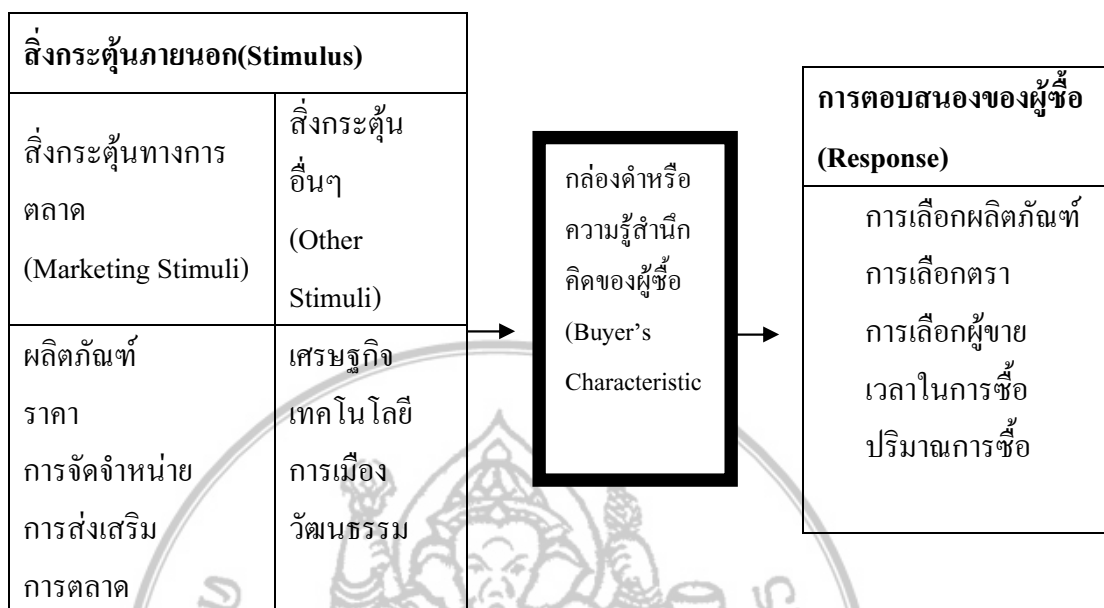 สิ่งกระตุ้นภายนอก(Stimulus)
สิ่งกระตุ้นทางการ
ตลาด
(Marketing Stimuli)
สิ่งกระตุ้น
อื่นๆ
(Other
Stimuli)
ผลิตภัณฑ์
ราคา
การจัดจำหน่าย
การส่งเสริม
การตลาด
เศรษฐกิจ
เทคโนโลยี
การเมือง
วัฒนธรรม
กล่องดำหรือ
ความรู้สำนึก
คิดของผู้ซื้อ
(Buyer’s
Characteristic
การตอบสนองของผู้ซื้อ
(Response)
การเลือกผลิตภัณฑ์
การเลือกตรา
การเลือกผู้ขาย
เวลาในการซื้อ
ปริมาณการซื้อ